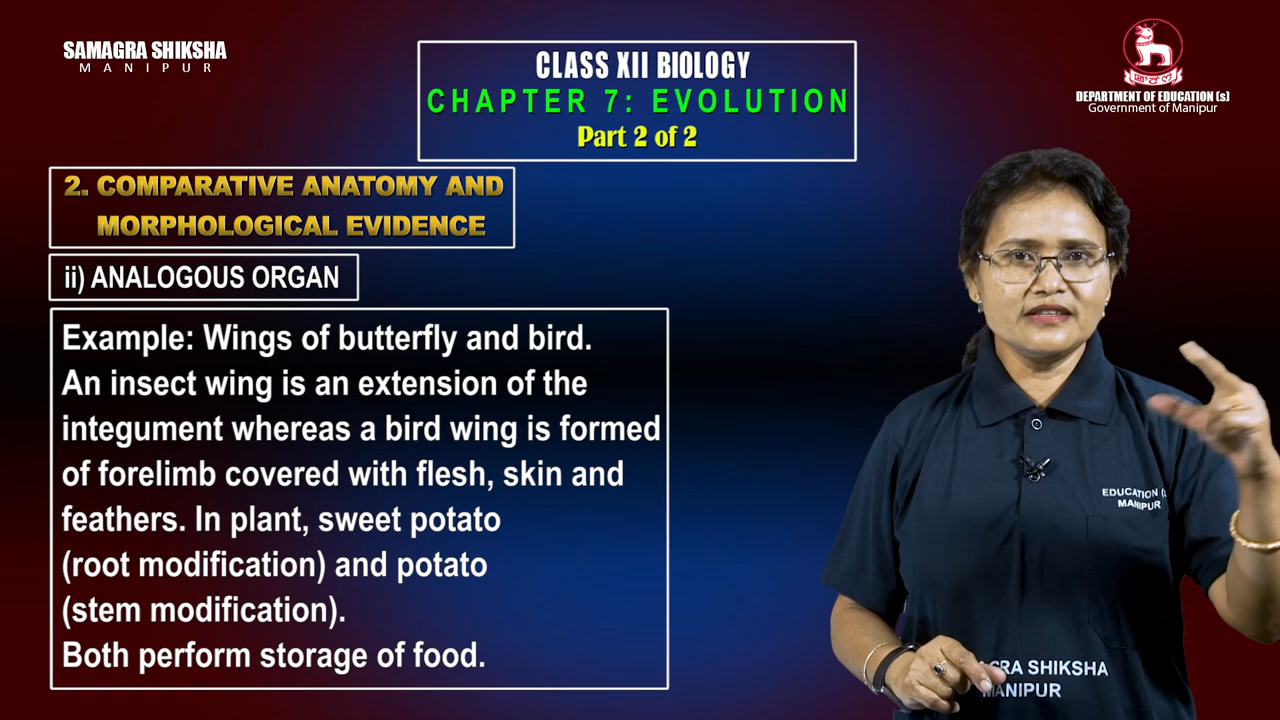 SAMAGRA SHIKSHA
MANIPUR
CLASS XII BIOLOGY
CHAPTER 7: EVOLUTION
Part 2 of 2
DEPARTMENT OF EDUCATION (s)
Government of Manipur
2. COMPARATIVE ANATOMY AND
MORPHOLOGICAL EVIDENCE
ii) ANALOGOUS ORGAN
Example: Wings of butterfly and bird.
An insect wing is an extension of the
integument whereas a bird wing is formed
of forelimb covered with flesh, skin and
feathers. In plant, sweet potato
(root modification) and potato
(stem modification).
Both perform storage of food.
EDUCATION (
MANIPUR
GRA SHIKSHA
MANIPUR